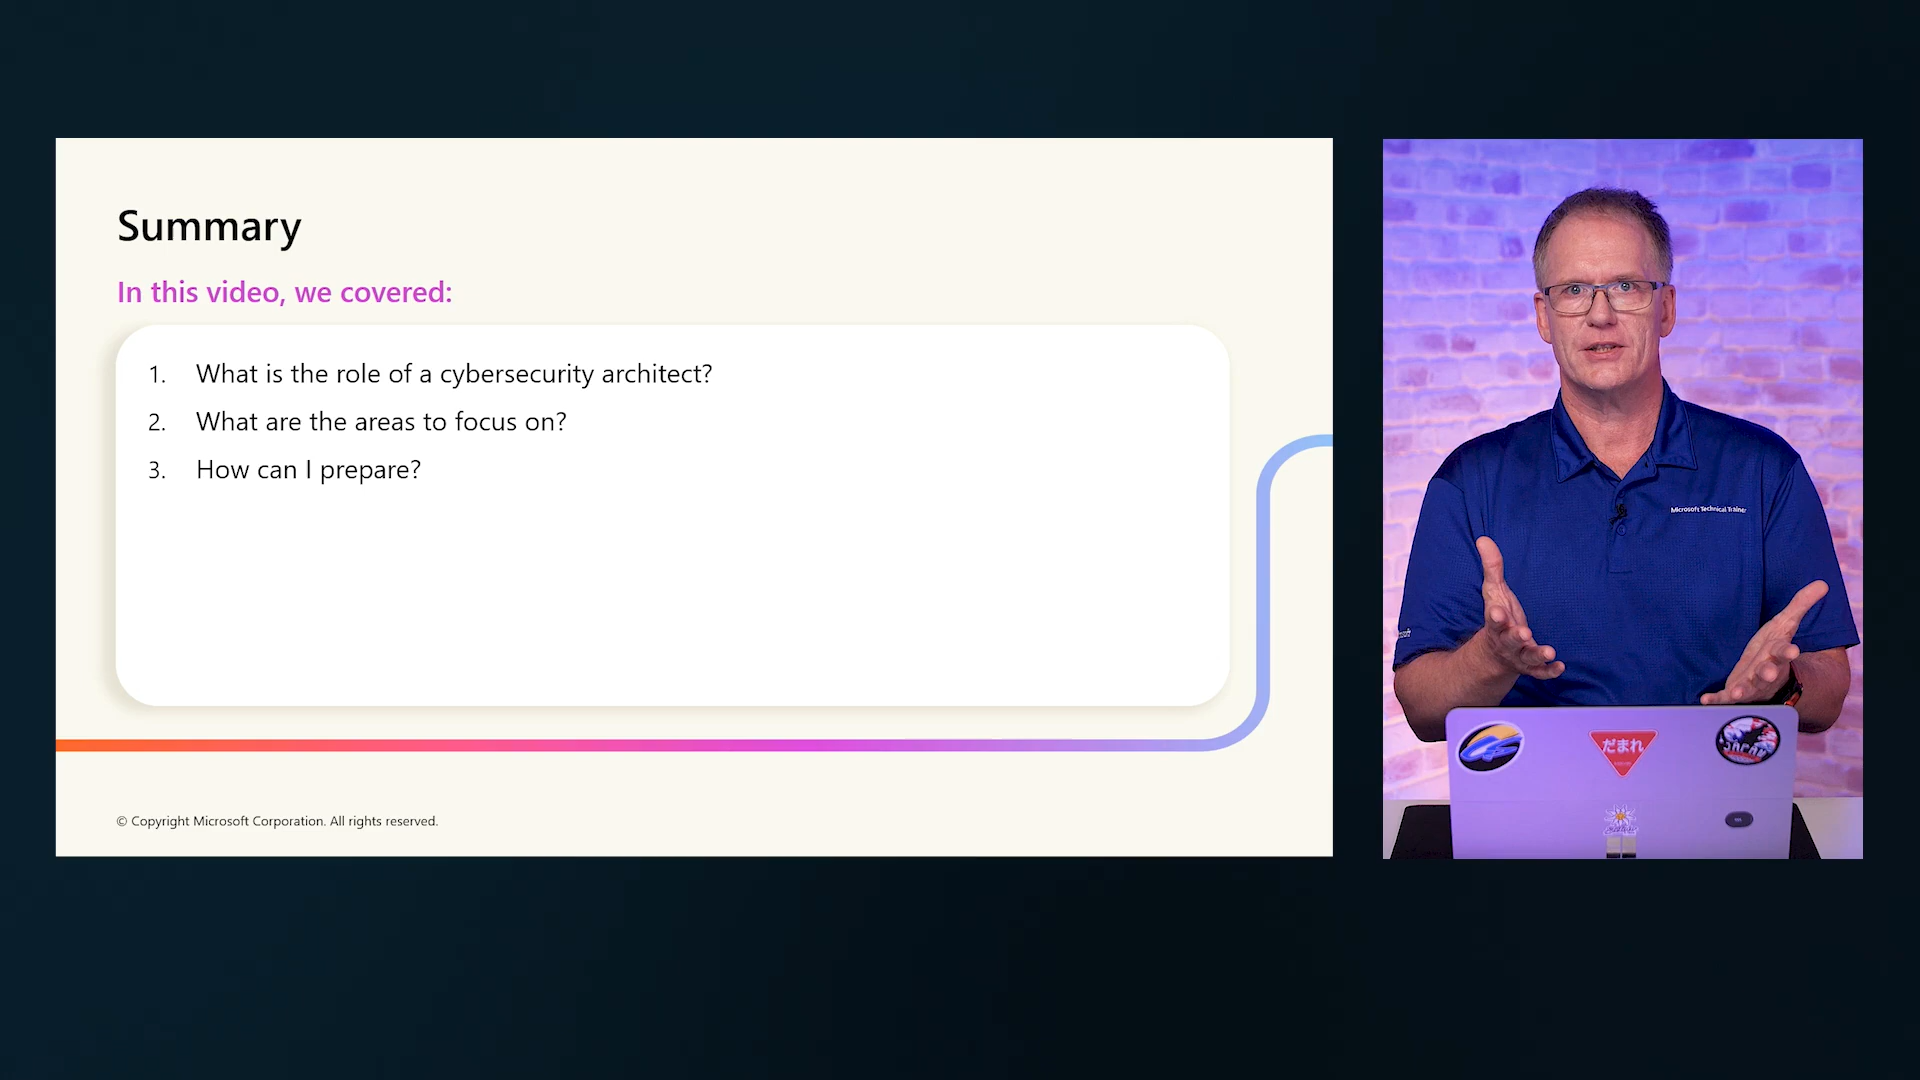 Summary
In this video, we covered:
1. What is the role of a cybersecurity architect?
2. What are the areas to focus on?
3. How can I prepare?
© Copyright Microsoft Corporation. All rights reserved.
Microsoft Technical Trainer
だまれ
JAPAN